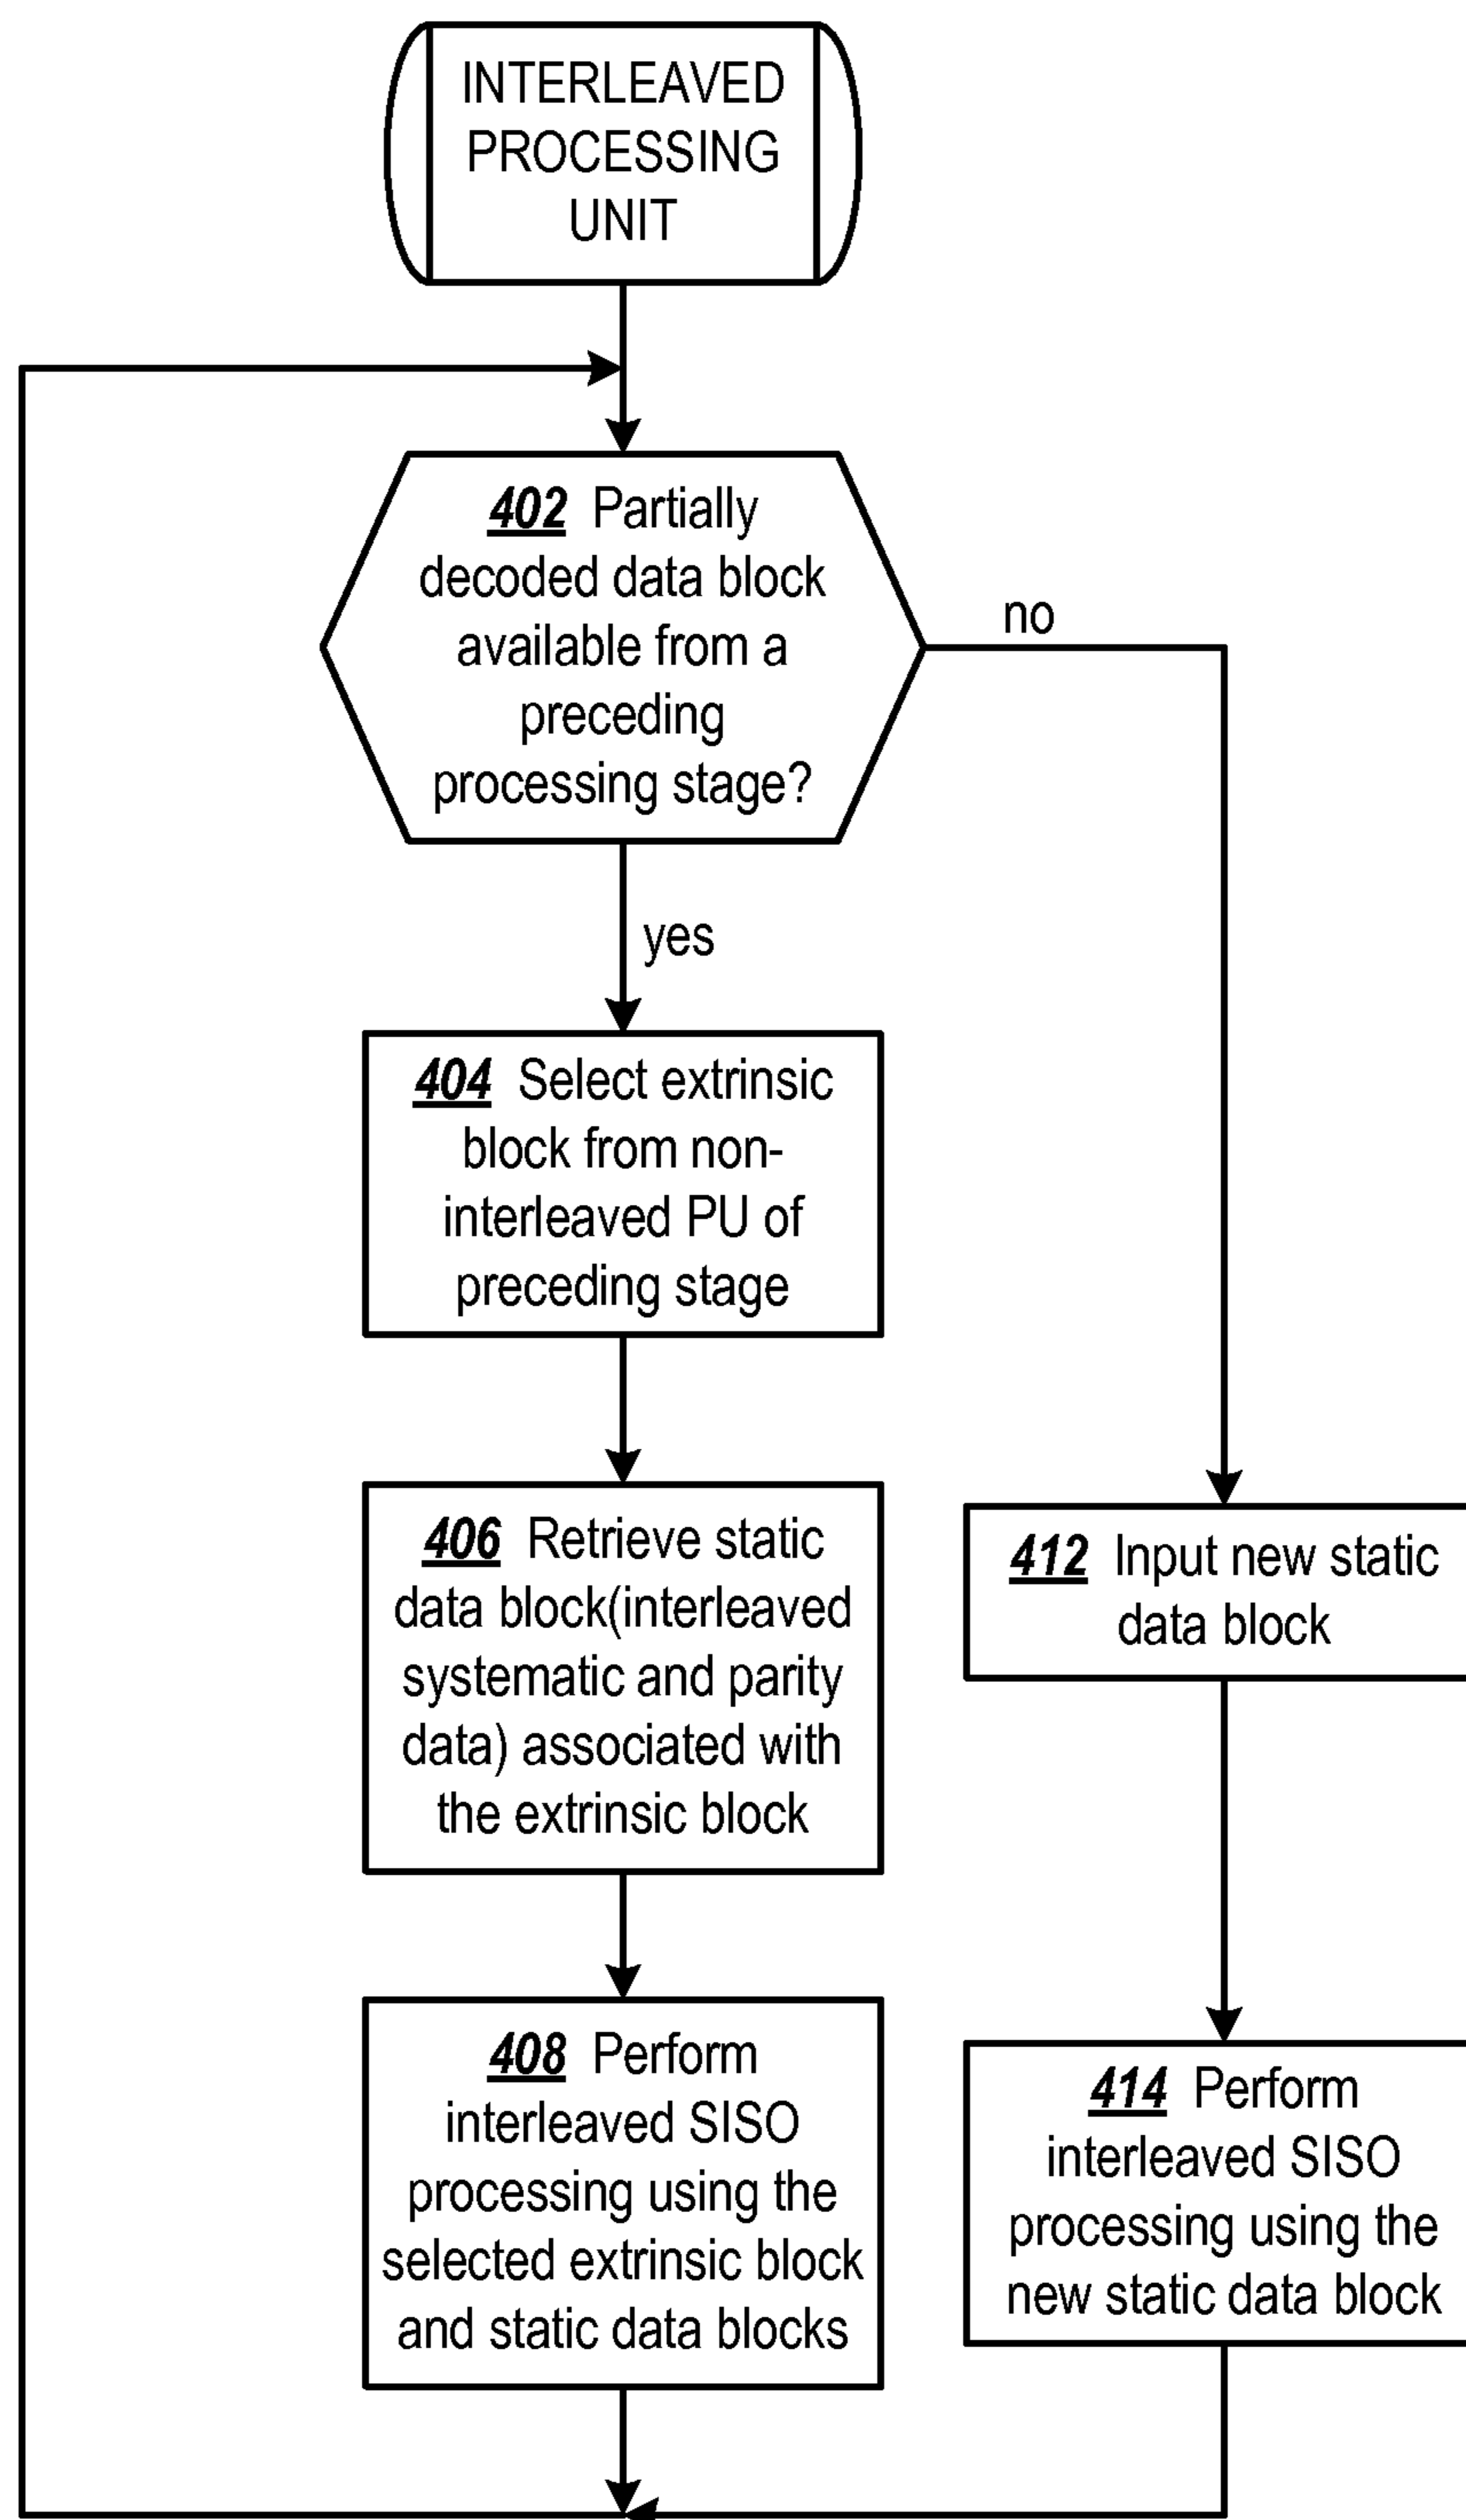 INTERLEAVED
PROCESSING
UNIT
402 Partially
decoded data block
available from a
preceding
processing stage?
no
yes
404 Select extrinsic
block from non-
interleaved PU of
preceding stage
406 Retrieve static
data block(interleaved
systematic and parity
data) associated with
the extrinsic block
412 Input new static
data block
408 Perform
interleaved SISO
processing using the
selected extrinsic block
and static data blocks
414 Perform
interleaved SISO
processing using the
new static data block